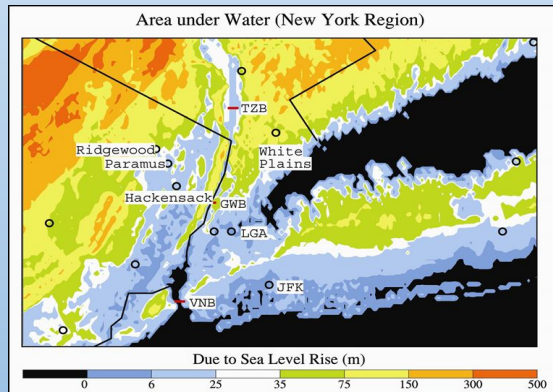 Area under Water (New York Region)
TZB
Ridgewood
Paramus
White
Plains
Hackensack
GWB
LGA
JFK
VNB
Due to Sea Level Rise (m)
0 6 25 35 75 150 300 500